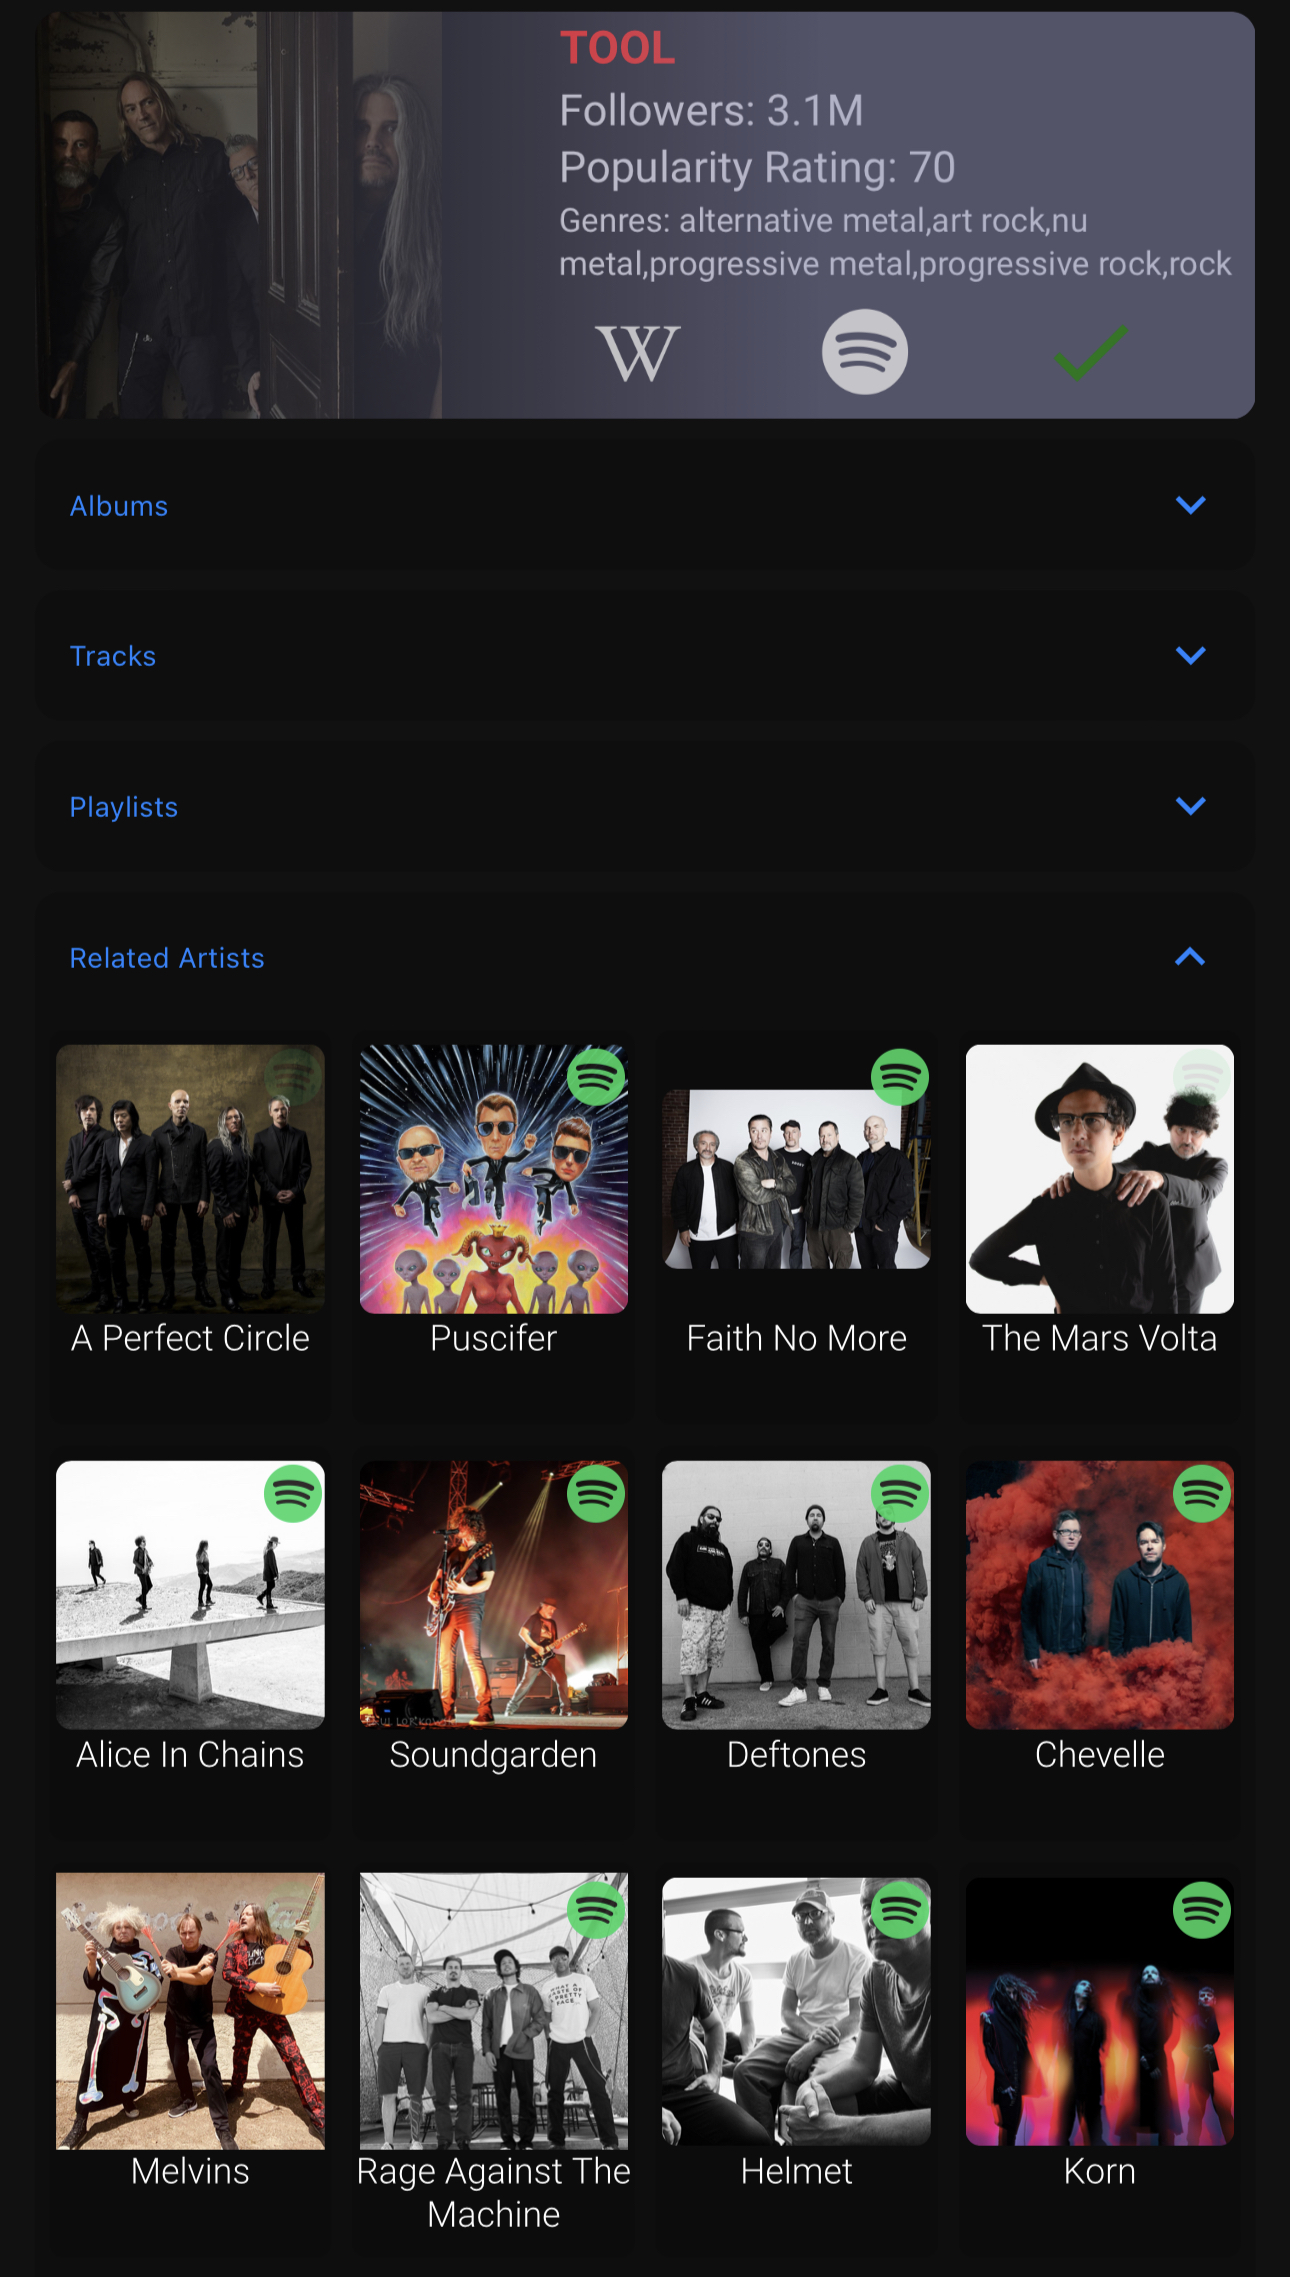 TOOL
Followers: 3.1M
Popularity Rating: 70
Genres: alternative metal,art rock,nu
metal,progressive metal,progressive rock,rock
W
Albums
Tracks
Playlists
Related Artists
A Perfect Circle
Puscifer
Faith No More
The Mars Volta
Alice In Chains
Soundgarden
Deftones
Chevelle
Melvins
Rage Against The
Machine
Helmet
Korn